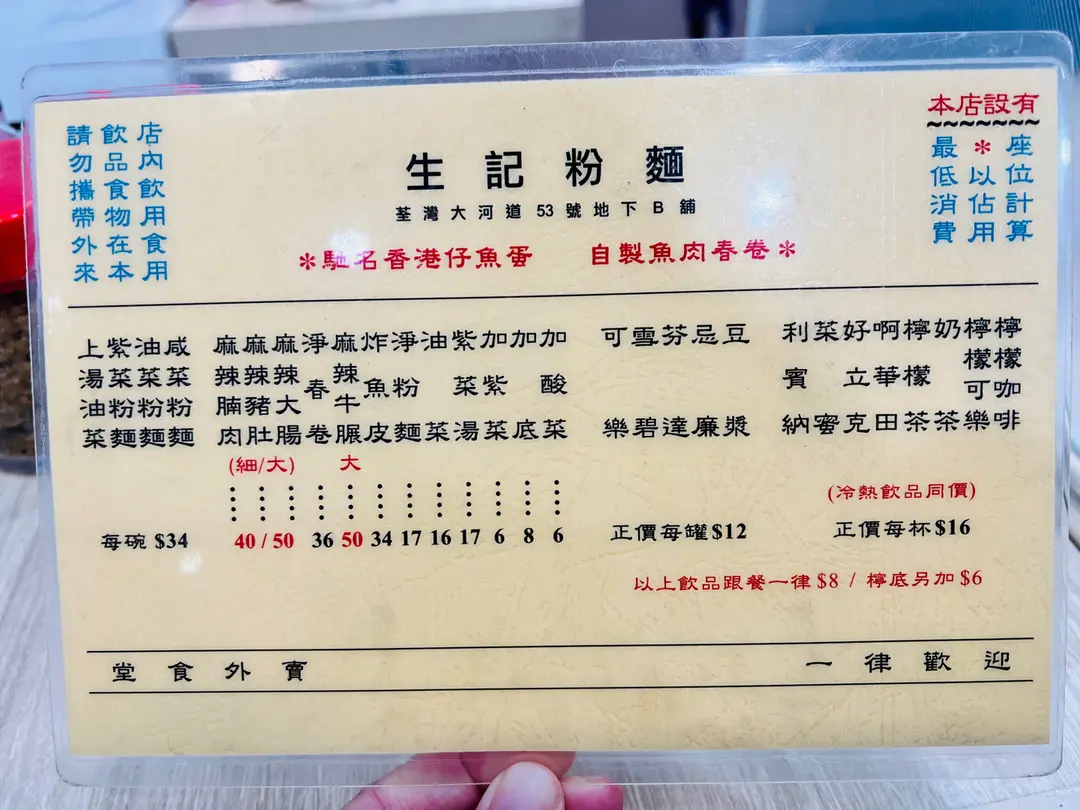 請勿攜帶外來
飲品食物在本
店內飲用食用
生記粉麵
荃灣大河道 53 號地下 B 舖
*馳名香港仔魚蛋 自製魚肉春卷*
本店設有
最低消費
*以佔用
座位計算
上湯油菜
紫菜粉麵
油菜粉麵
咸菜粉麵
每碗 $34
麻辣腩肉
麻辣豬肚
麻辣大腸
(細/大)
40 / 50
淨春卷
36
麻辣牛𦟌
大
50
炸魚皮
34
淨粉麵
17
油菜
16
紫菜湯
17
加紫菜
6
加底
8
加酸菜
6
可樂
雪碧
芬達
忌廉
豆漿
正價每罐$12
利賓納
菜蜜
好立克
啊華田
檸檬茶
奶茶
檸檬可樂
檸檬咖啡
(冷熱飲品同價)
正價每杯$16
以上飲品跟餐一律 $8 / 檸底另加 $6
堂食外賣 一律歡迎